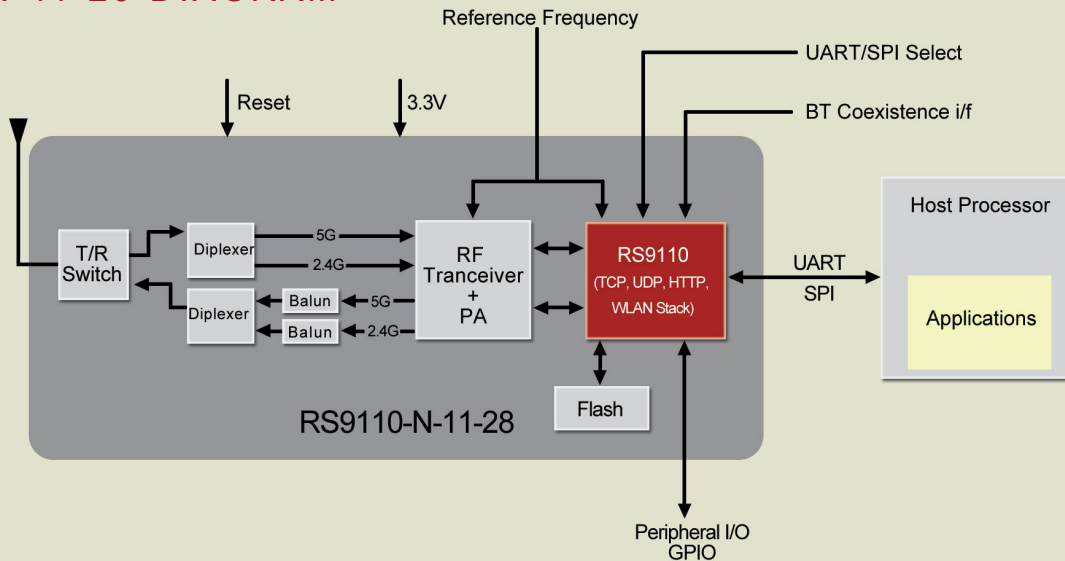 Reference Frequency
UART/SPI Select
Reset
3.3V
BT Coexistence i/f
Host Processor
T/R
Switch
Diplexer
5G
2.4G
RF
Tranceiver
+
PA
RS9110
(TCP, UDP, HTTP,
WLAN Stack)
UART
SPI
Diplexer
Balun
5G
Balun
2.4G
Applications
Flash
RS9110-N-11-28
Peripheral I/O
GPIO